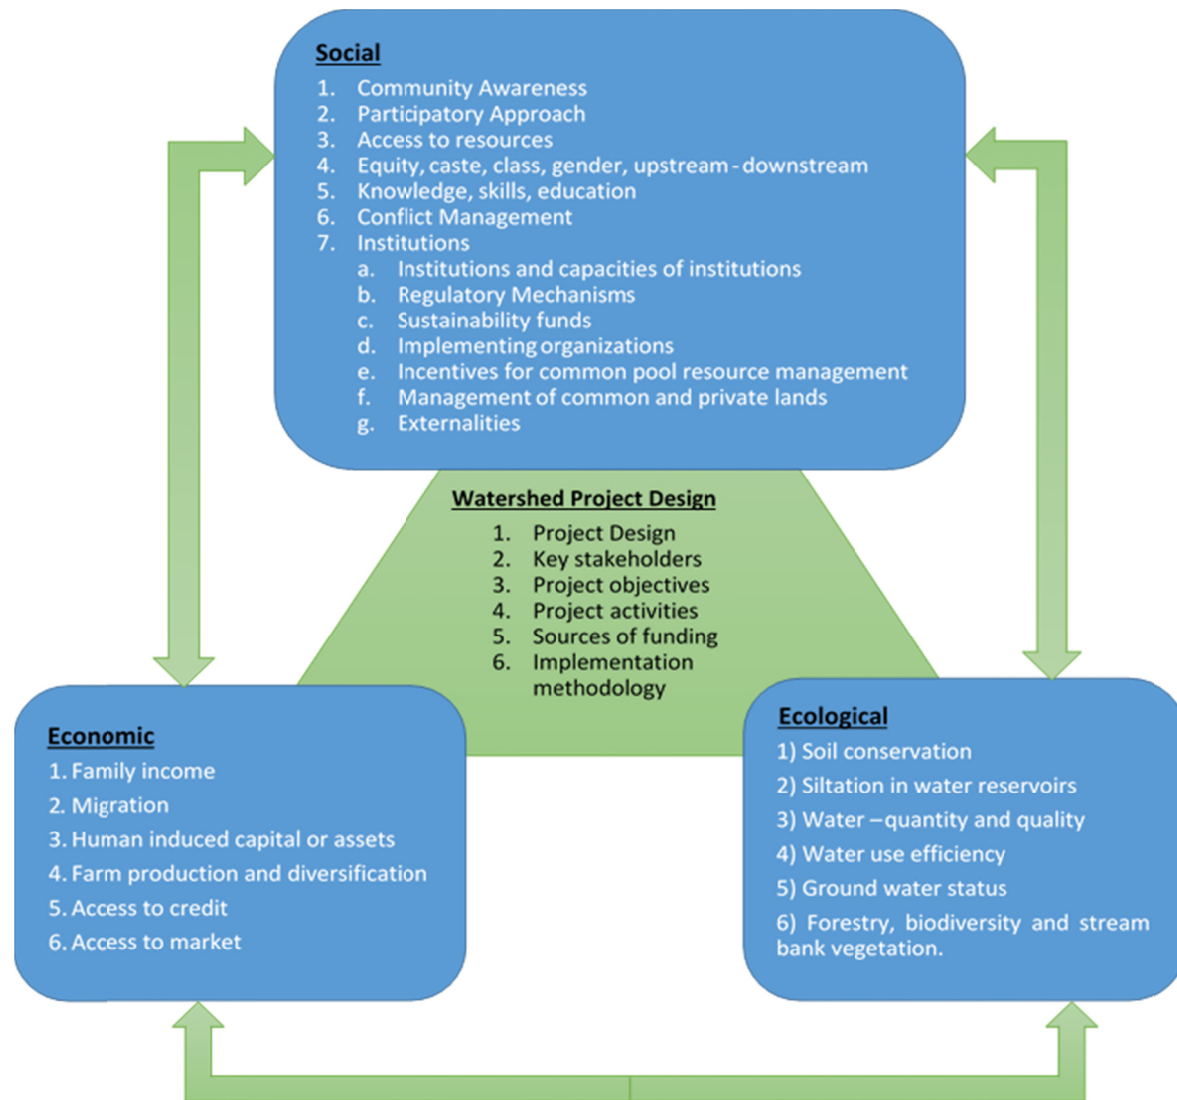 Social
1. Community Awareness
2. Participatory Approach
3. Access to resources
4. Equity, caste, class, gender, upstream - downstream
5. Knowledge, skills, education
6. Conflict Management
7. Institutions
a. Institutions and capacities of institutions
b. Regulatory Mechanisms
c. Sustainability funds
d. Implementing organizations
e. Incentives for common pool resource management
f. Management of common and private lands
g. Externalities
Watershed Project Design
1. Project Design
2. Key stakeholders
3. Project objectives
4. Project activities
5. Sources of funding
6. Implementation
methodology
Economic
1. Family income
2. Migration
3. Human induced capital or assets
4. Farm production and diversification
5. Access to credit
6. Access to market
Ecological
1) Soil conservation
2) Siltation in water reservoirs
3) Water – quantity and quality
4) Water use efficiency
5) Ground water status
6) Forestry, biodiversity and stream
bank vegetation.